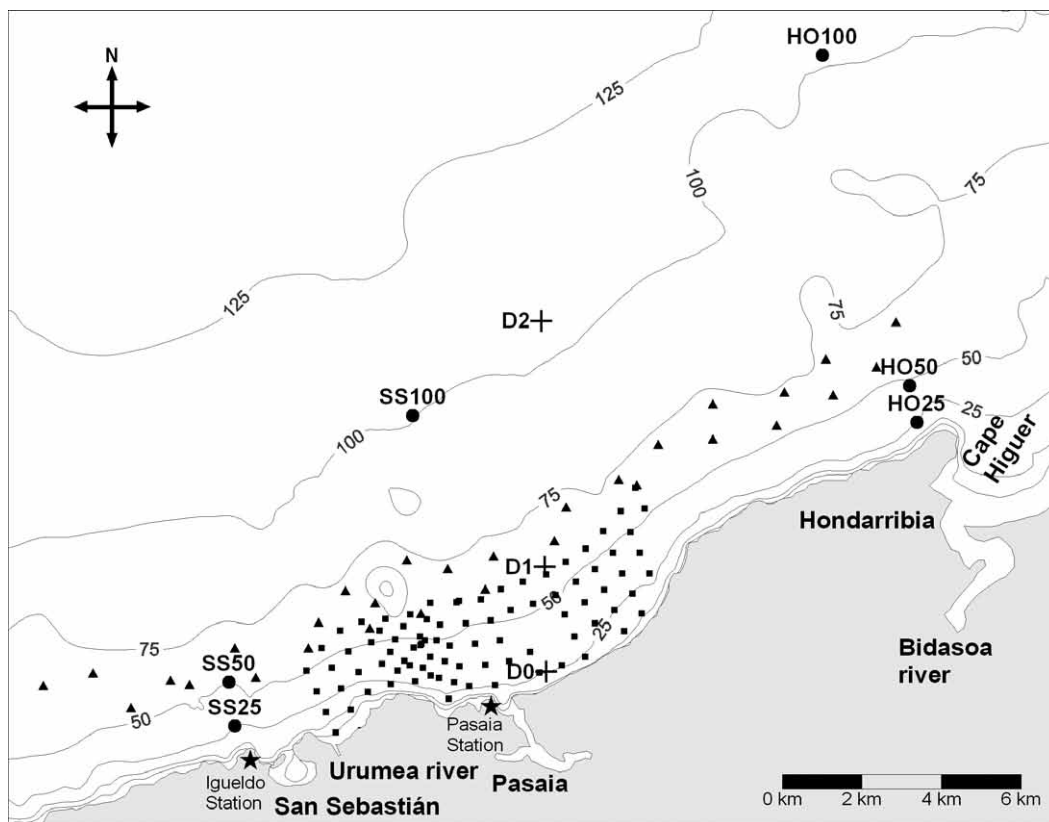 HO100
N
125
100
75
125
75
D2
HO50
50
SS100
HO25
25
100
Cape
Higuer
75
Hondarribia
D1
50
25
75
SS50
D0
Bidasoa
river
50
SS25
Pasaia
Station
Igueldo
Station
Urumea river
Pasaia
San Sebastián
0 km 2 km 4 km 6 km